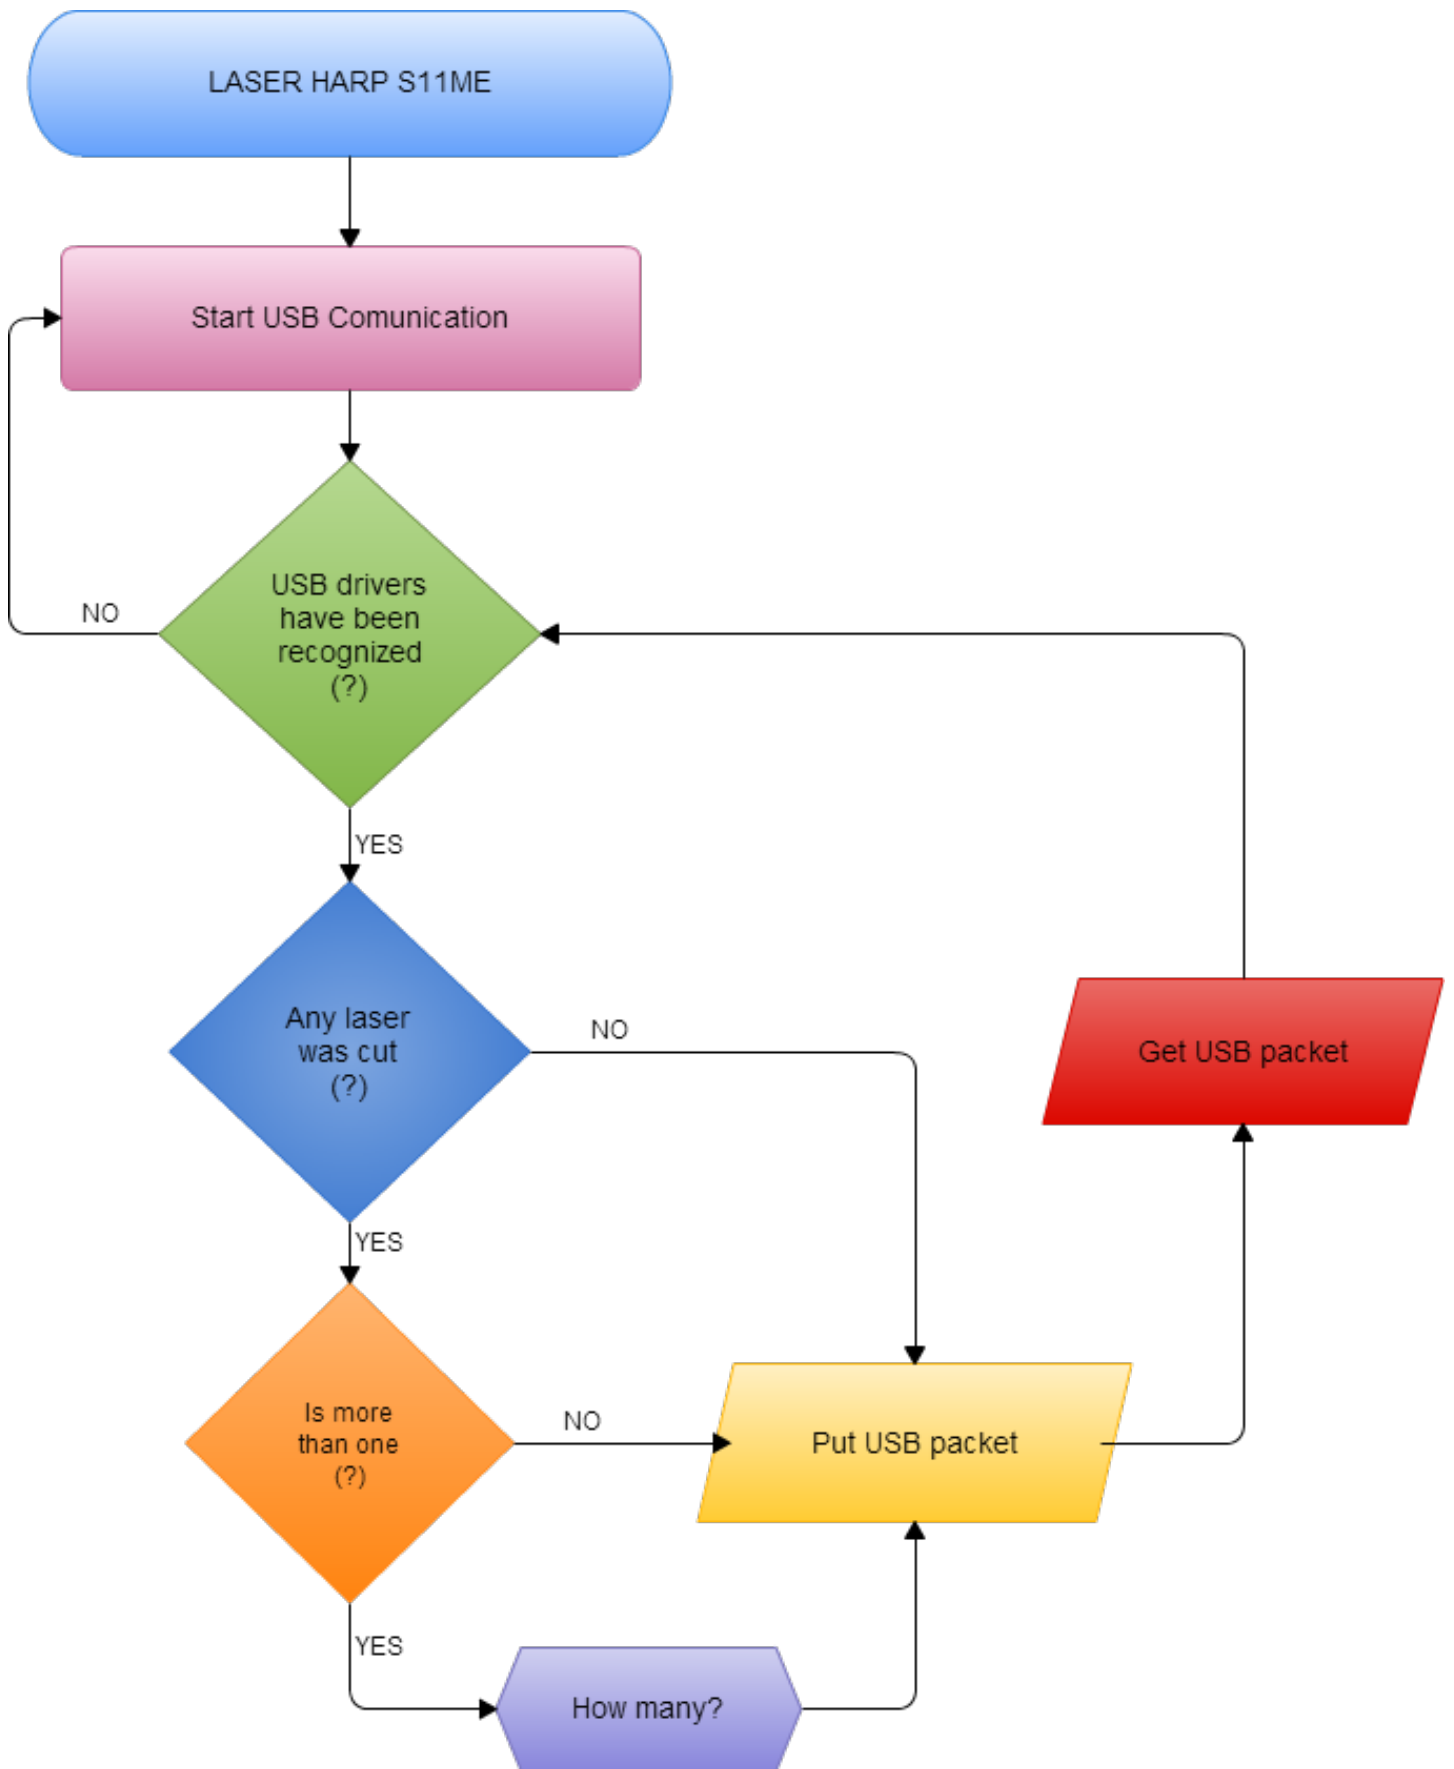 LASER HARP S11ME
Start USB Comunication
USB drivers
have been
recognized
(?)
NO
YES
Any laser
was cut
(?)
NO
Get USB packet
YES
Is more
than one
(?)
NO
Put USB packet
YES
How many?